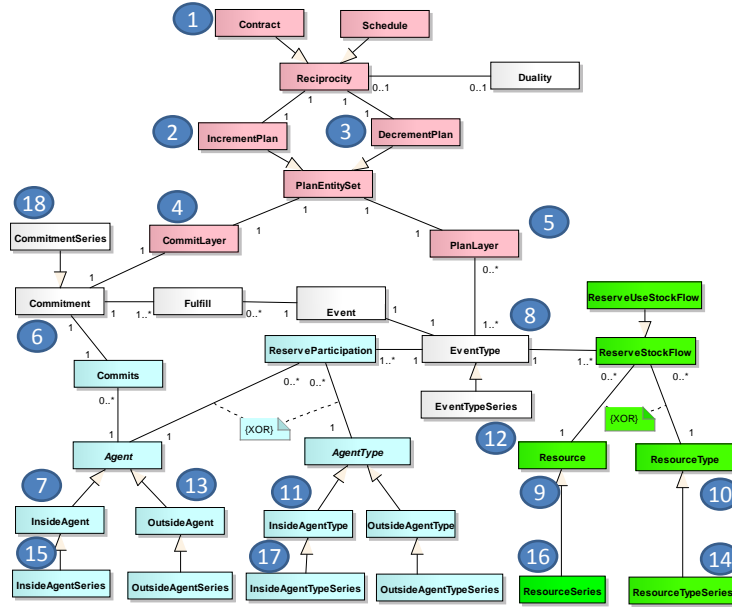 1
Contract
Schedule
Reciprocity
0..1
0..1
Duality
1
1
2
1
IncrementPlan
1
3
DecrementPlan
PlanEntitySet
1
1
18
CommitmentSeries
4
CommitLayer
1
1
PlanLayer
5
1
0..*
Commitment
1
1..*
Fulfill
0..*
1
Event
1
ReserveUseStockFlow
6
1
1..*
8
ReserveParticipation
1..*
1
EventType
1
1..*
ReserveStockFlow
1
Commits
0..*
0..*
0..*
EventTypeSeries
0..*
0..*
0..*
{XOR}
12
{XOR}
1
1
1
1
Agent
AgentType
Resource
ResourceType
7
13
11
9
10
InsideAgent
OutsideAgent
InsideAgentType
OutsideAgentType
15
17
16
14
InsideAgentSeries
OutsideAgentSeries
InsideAgentTypeSeries
OutsideAgentTypeSeries
ResourceSeries
ResourceTypeSeries